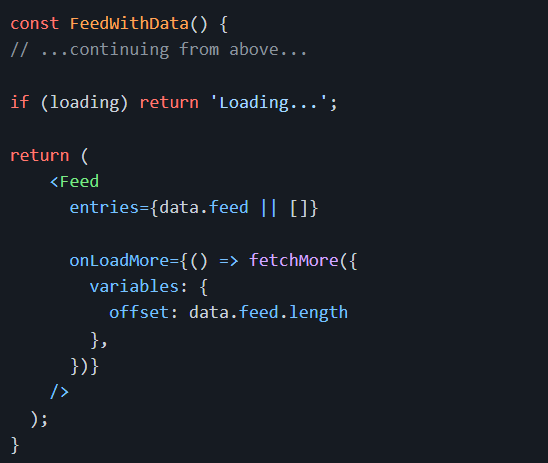 const FeedWithData() {
// ...continuing from above...

if (loading) return 'Loading...';

return (
    <Feed
      entries={data.feed || []}

      onLoadMore={() => fetchMore({
        variables: {
          offset: data.feed.length
        },
      })}
    />
  );
}